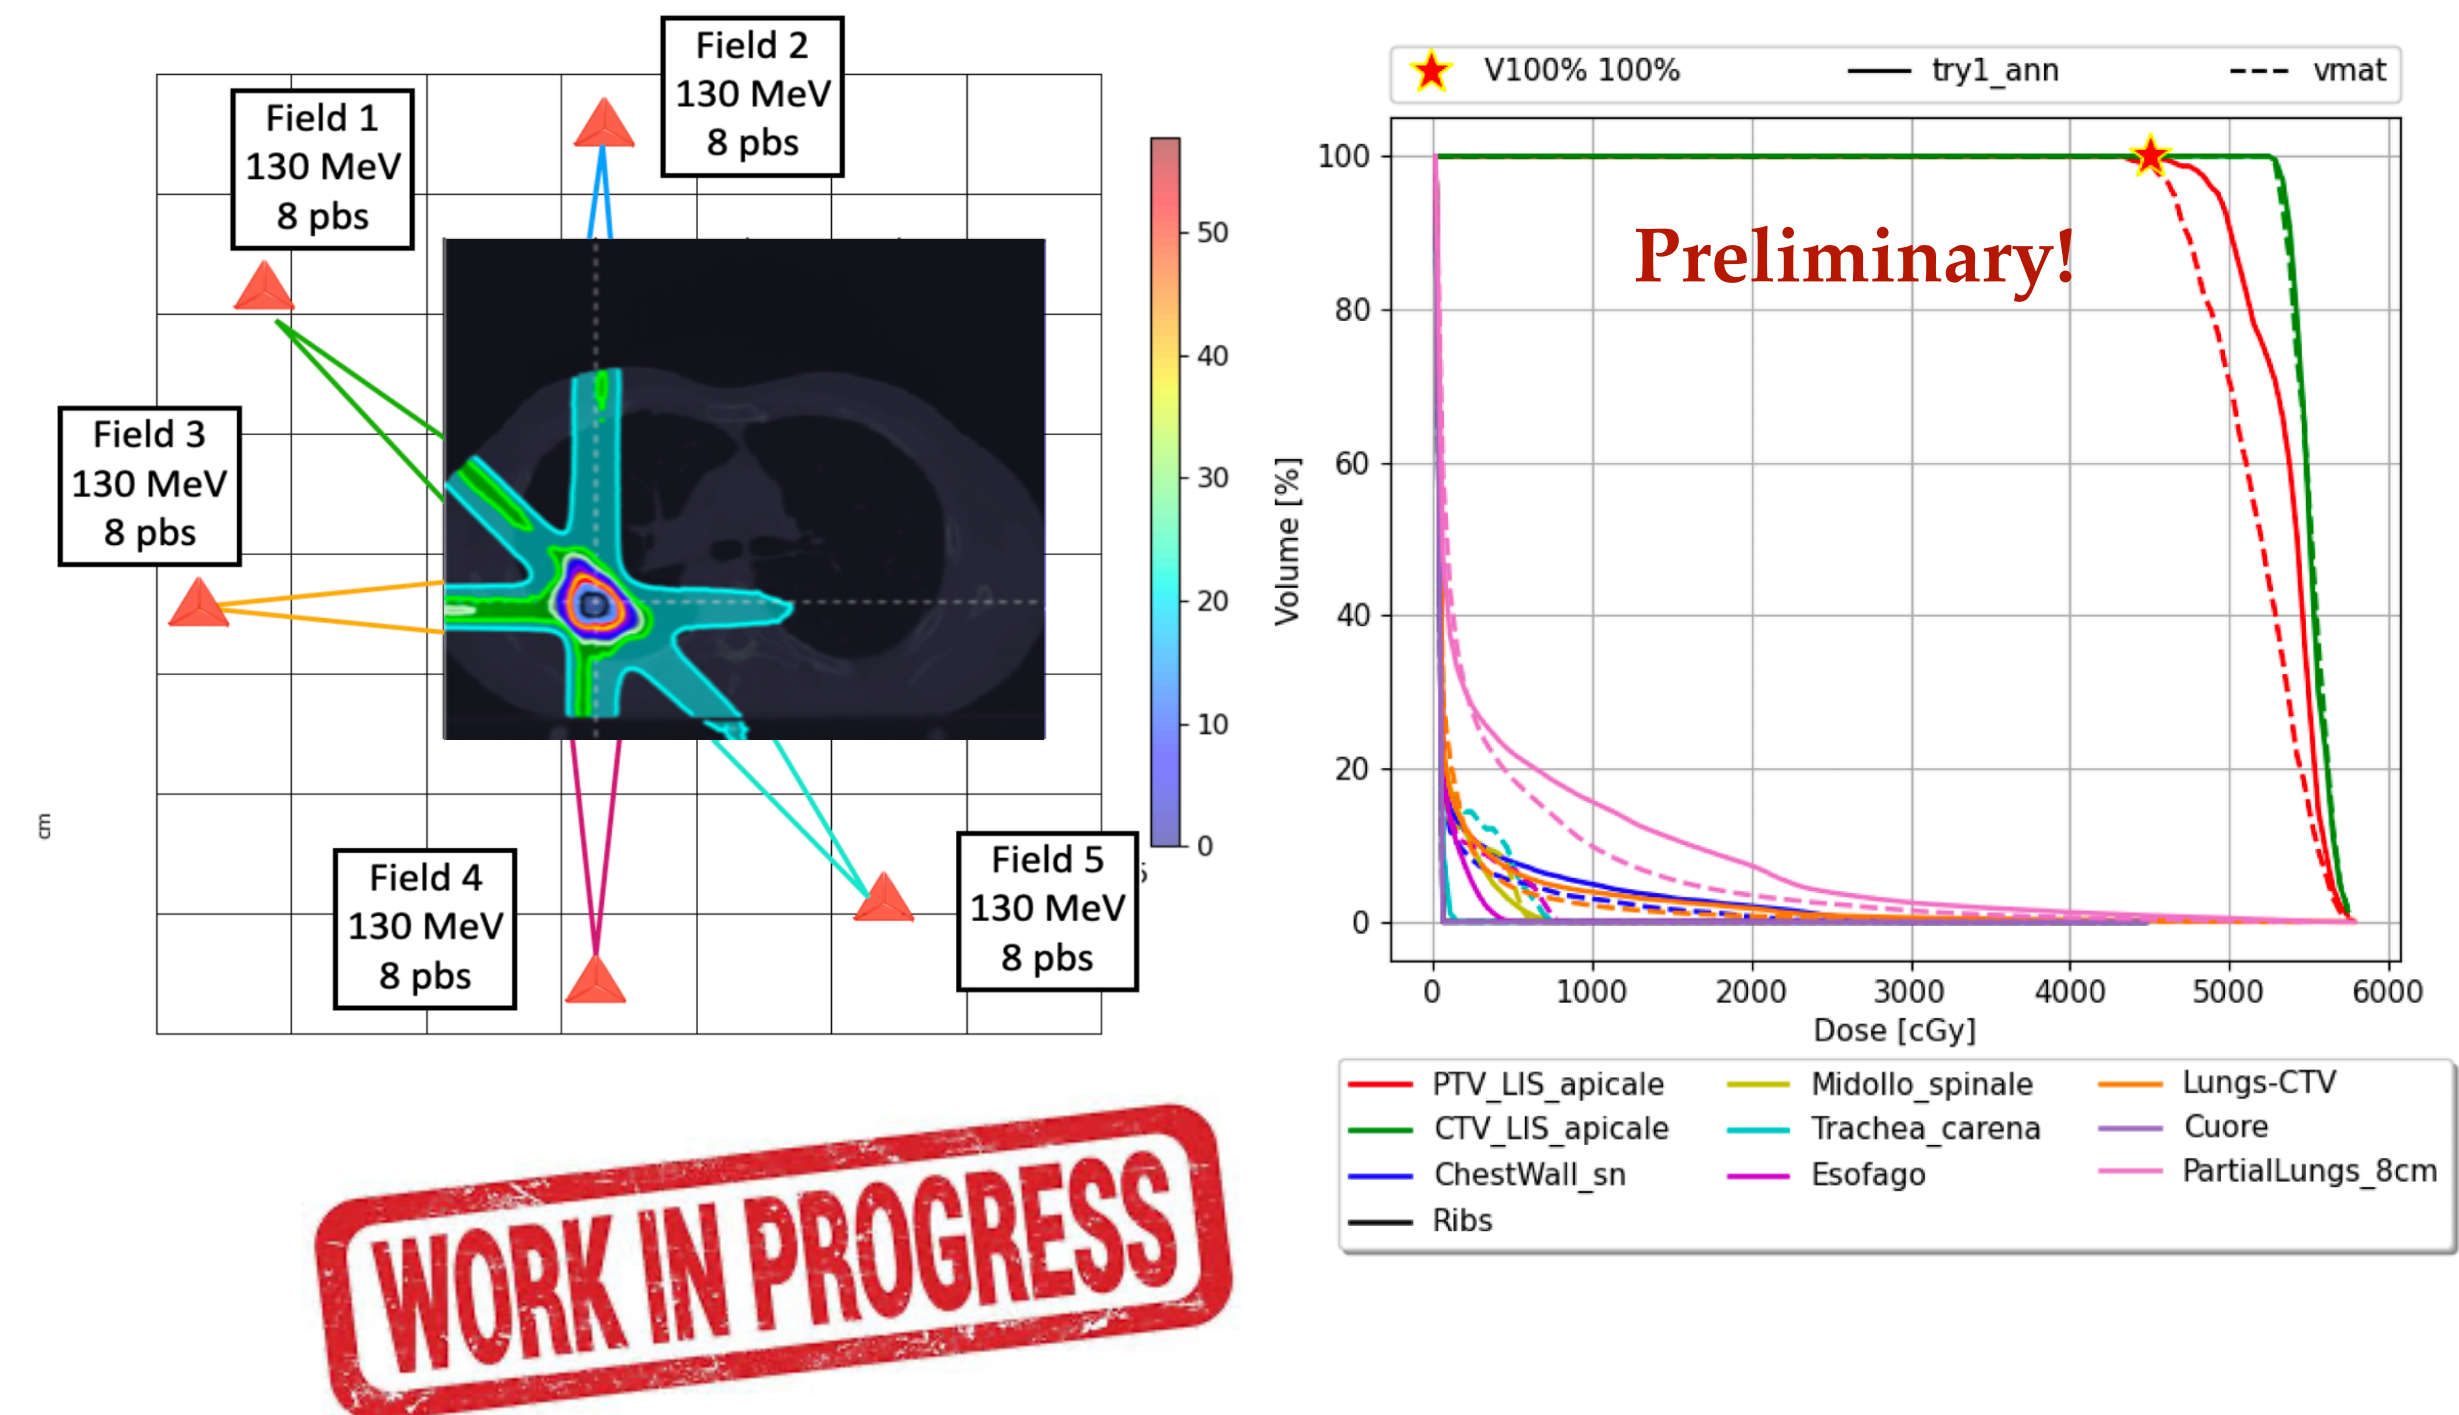 Field 1
130 MeV
8 pbs
Field 2
130 MeV
8 pbs
Field 3
130 MeV
8 pbs
Field 4
130 MeV
8 pbs
Field 5
130 MeV
8 pbs
cm
50
40
30
20
10
0
V100% 100%
try1_ann
vmat
Preliminary!
Volume [%]
100
80
60
40
20
0
0 1000 2000 3000 4000 5000 6000
Dose [cGy]
PTV_LIS_apicale
CTV_LIS_apicale
ChestWall_sn
Ribs
Midollo_spinale
Trachea_carena
Esofago
Lungs-CTV
Cuore
PartialLungs_8cm
WORK IN PROGRESS